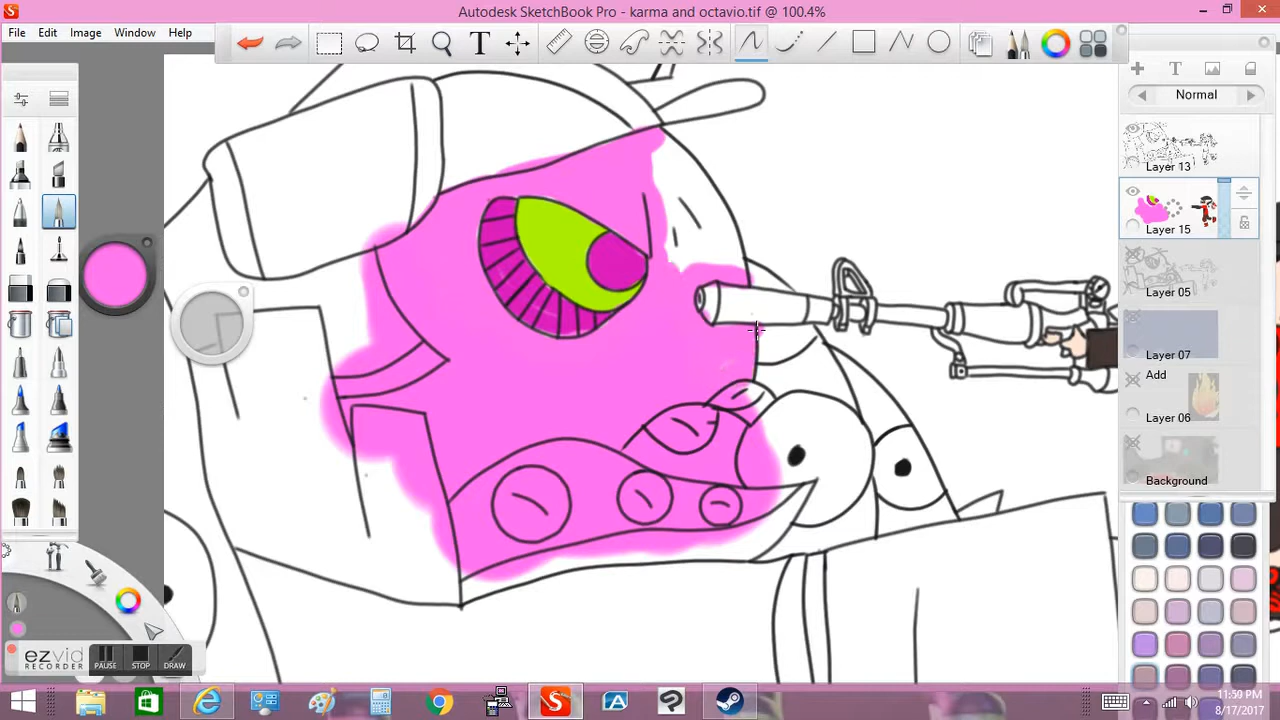 Autodesk SketchBook Pro - karma and octavio.tif @ 100.4%
File Edit Image Window Help
T
T
Normal
Layer 13
Layer 15
Layer 05
Layer 07
Add
Layer 06
Background
ezvid
RECORDER
PAUSE STOP DRAW
11:59 PM
8/17/2017